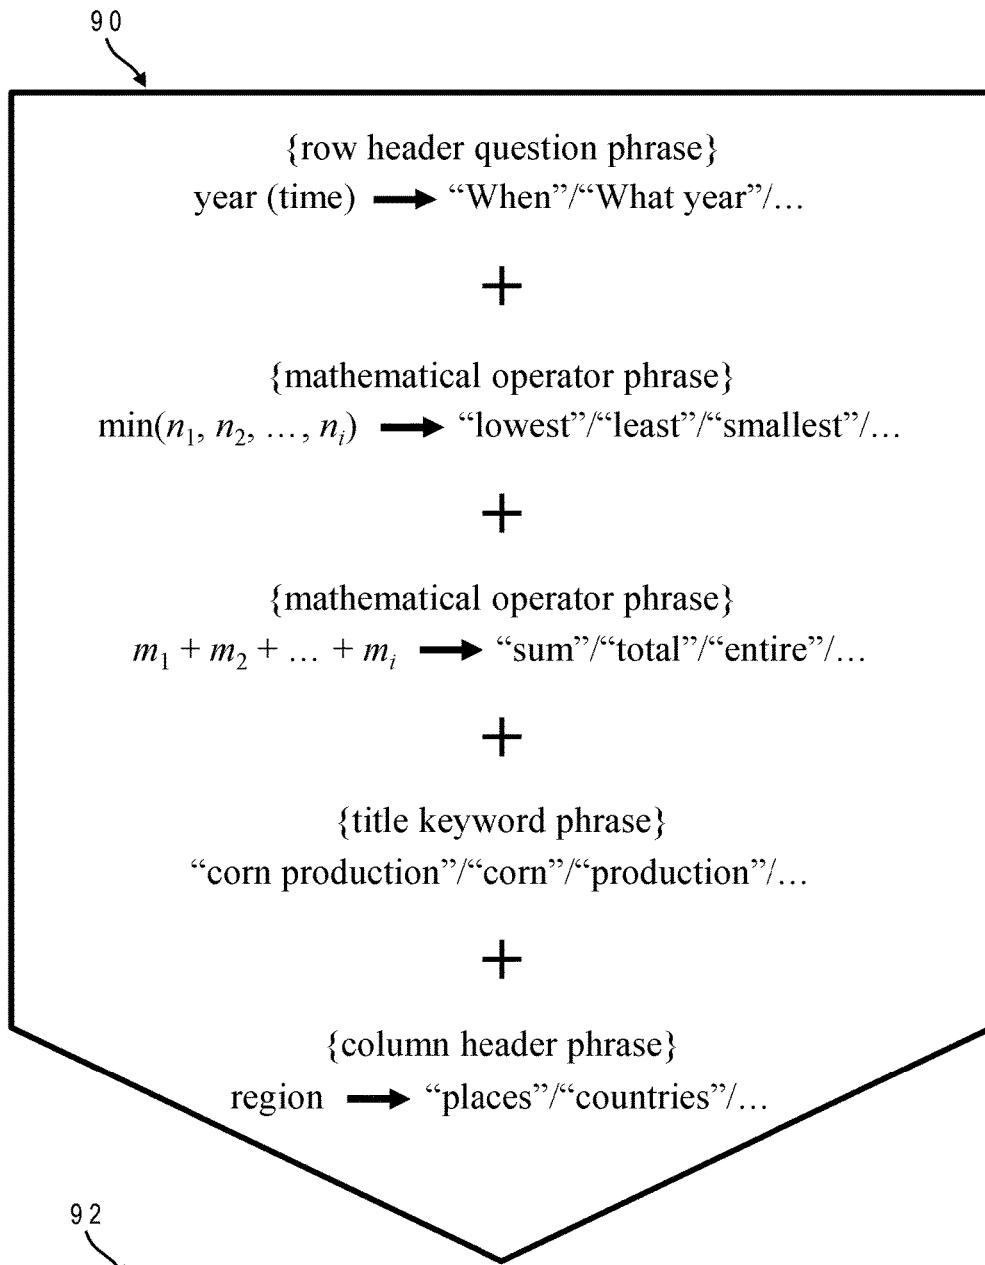 90
{row header question phrase}
year (time) → “When”/“What year”/…
+
{mathematical operator phrase}
min(n₁, n₂, …, nᵢ) → “lowest”/“least”/“smallest”/…
+
{mathematical operator phrase}
m₁ + m₂ + … + mᵢ → “sum”/“total”/“entire”/…
+
{title keyword phrase}
“corn production”/“corn”/“production”/…
+
{column header phrase}
region → “places”/“countries”/…
92